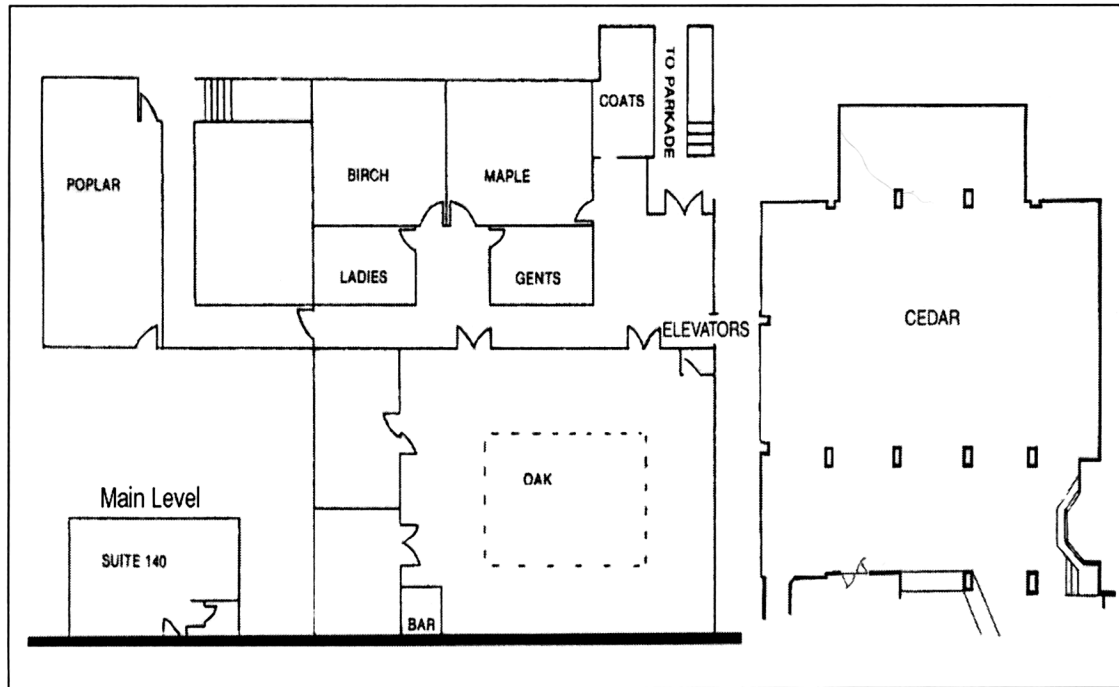 TO PARKADE
COATS
POPLAR
BIRCH
MAPLE
LADIES
GENTS
ELEVATORS
CEDAR
OAK
Main Level
SUITE 140
BAR